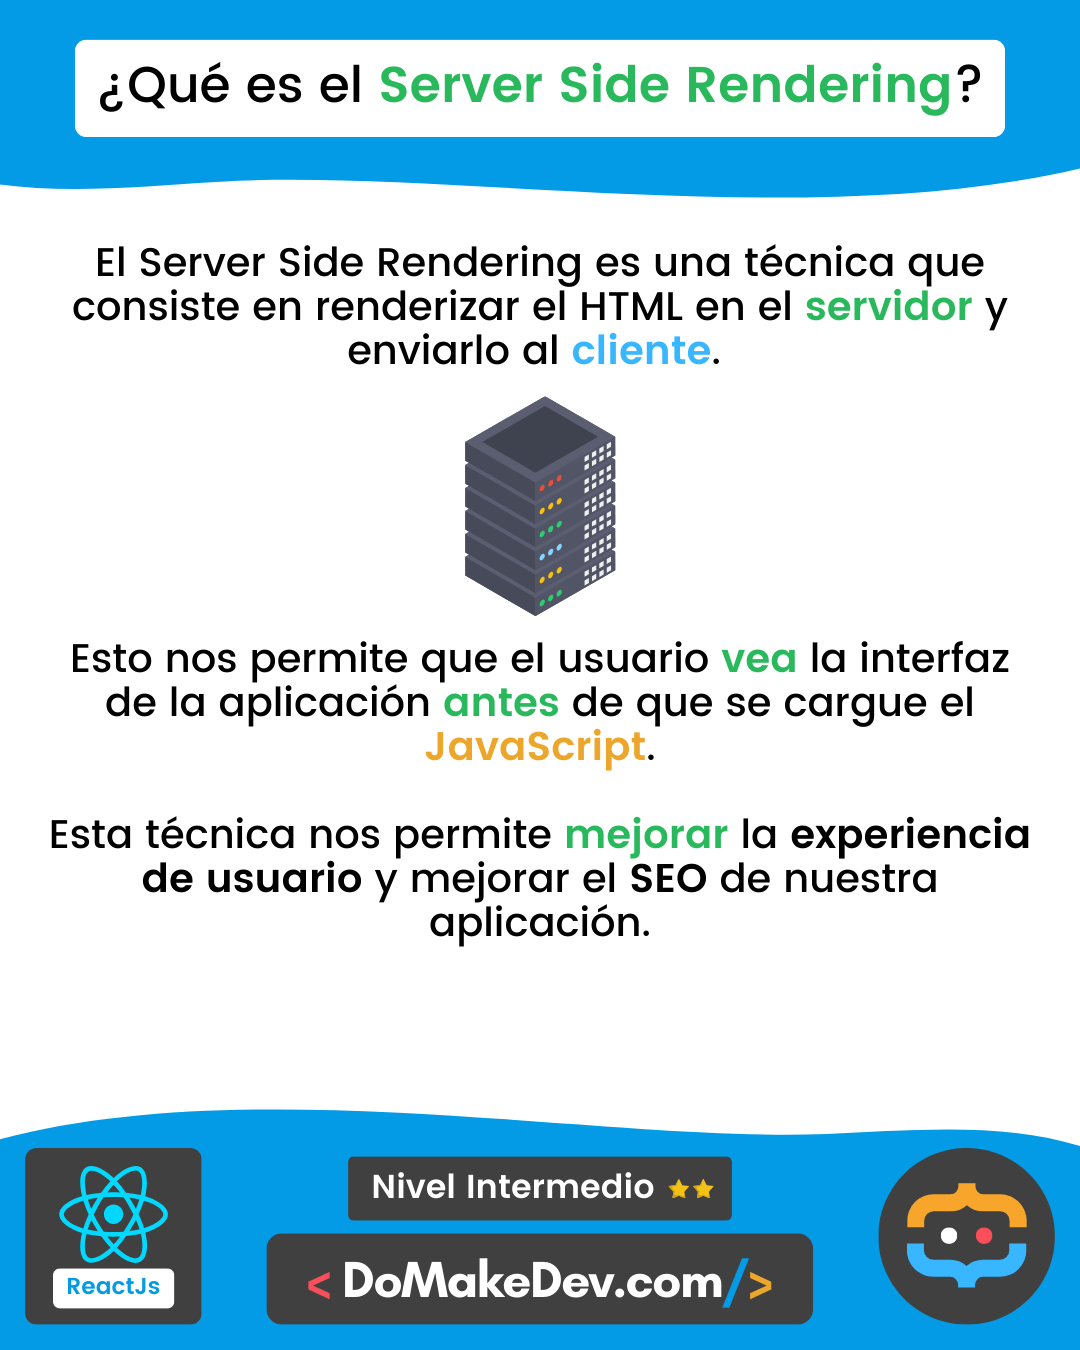 ¿Qué es el Server Side Rendering?
El Server Side Rendering es una técnica que
consiste en renderizar el HTML en el servidor y
enviarlo al cliente.
Esto nos permite que el usuario vea la interfaz
de la aplicación antes de que se cargue el
JavaScript.
Esta técnica nos permite mejorar la experiencia
de usuario y mejorar el SEO de nuestra
aplicación.
Nivel Intermedio
ReactJs
< DoMakeDev.com/>